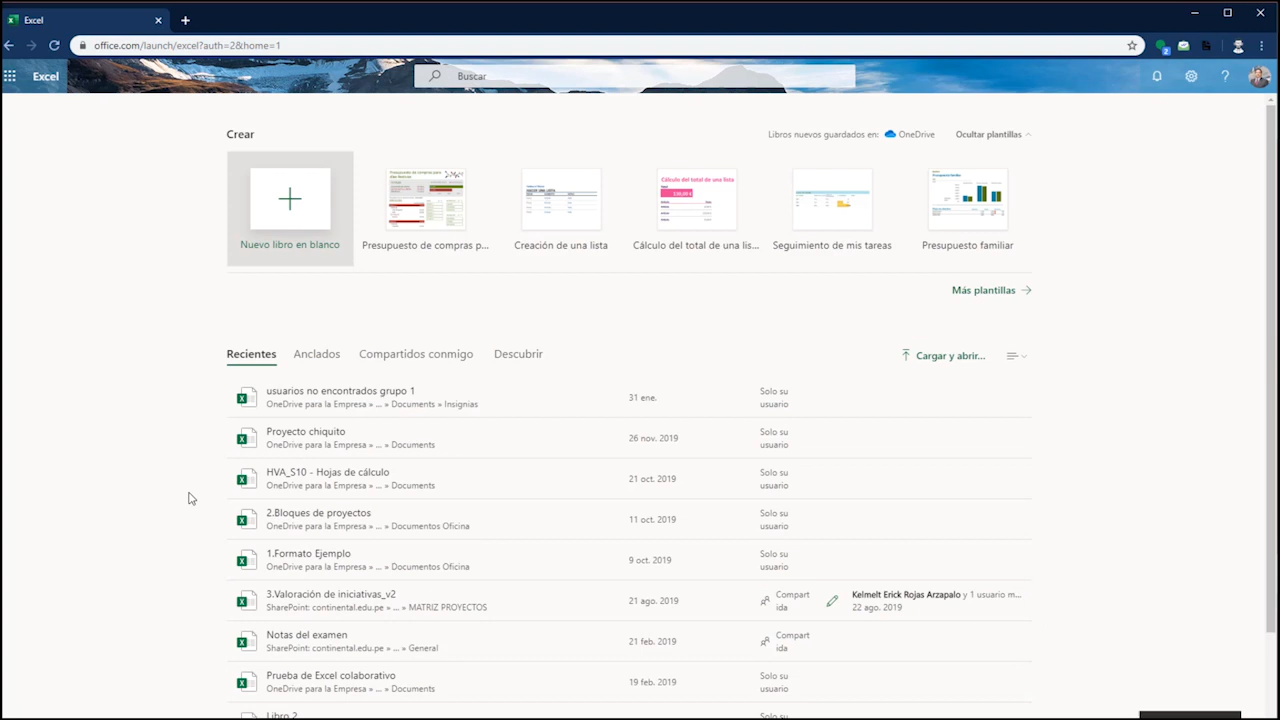 Excel
office.com/launch/excel?auth=2&home=1
2
Excel
Buscar
?
Crear
Libros nuevos guardados en: OneDrive
Ocultar plantillas
Cálculo del total de una lista
Nuevo libro en blanco
Presupuesto de compras p...
Creación de una lista
Cálculo del total de una lis...
Seguimiento de mis tareas
Presupuesto familiar
Más plantillas
Recientes
Anclados
Compartidos conmigo
Descubrir
Cargar y abrir...
usuarios no encontrados grupo 1
OneDrive para la Empresa » ... » Documents » Insignias
31 ene.
Solo su
usuario
Proyecto chiquito
OneDrive para la Empresa » ... » Documents
26 nov. 2019
Solo su
usuario
HVA_S10 - Hojas de cálculo
OneDrive para la Empresa » ... » Documents
21 oct. 2019
Solo su
usuario
2.Bloques de proyectos
OneDrive para la Empresa » ... » Documentos Oficina
11 oct. 2019
Solo su
usuario
1.Formato Ejemplo
OneDrive para la Empresa » ... » Documentos Oficina
9 oct. 2019
Solo su
usuario
3.Valoración de iniciativas_v2
SharePoint: continental.edu.pe » ... » MATRIZ PROYECTOS
21 ago. 2019
Compart
ida
Kelmelt Erick Rojas Arzapalo y 1 usuario m...
22 ago. 2019
Notas del examen
SharePoint: continental.edu.pe » ... » General
21 feb. 2019
Compart
ida
Prueba de Excel colaborativo
OneDrive para la Empresa » ... » Documents
19 feb. 2019
Solo su
usuario
Libro 2
Solo su